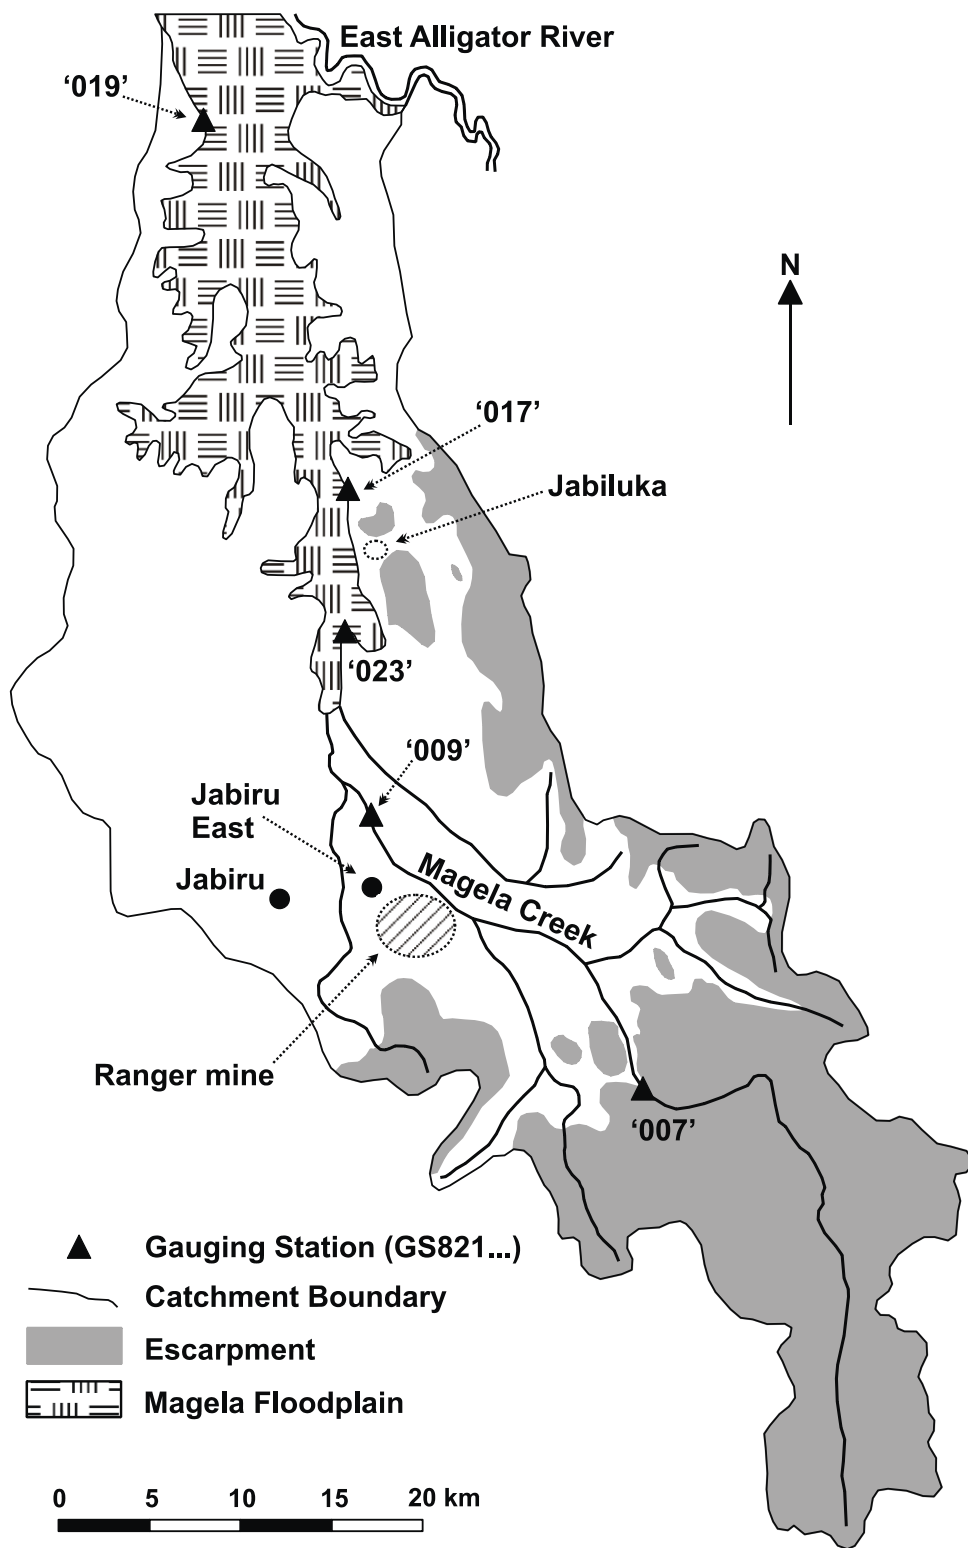 East Alligator River
‘019’
N
‘017’
Jabiluka
‘023’
‘009’
Jabiru
East
Jabiru
Magela Creek
Ranger mine
‘007’
Gauging Station (GS821...)
Catchment Boundary
Escarpment
Magela Floodplain
0 5 10 15 20 km